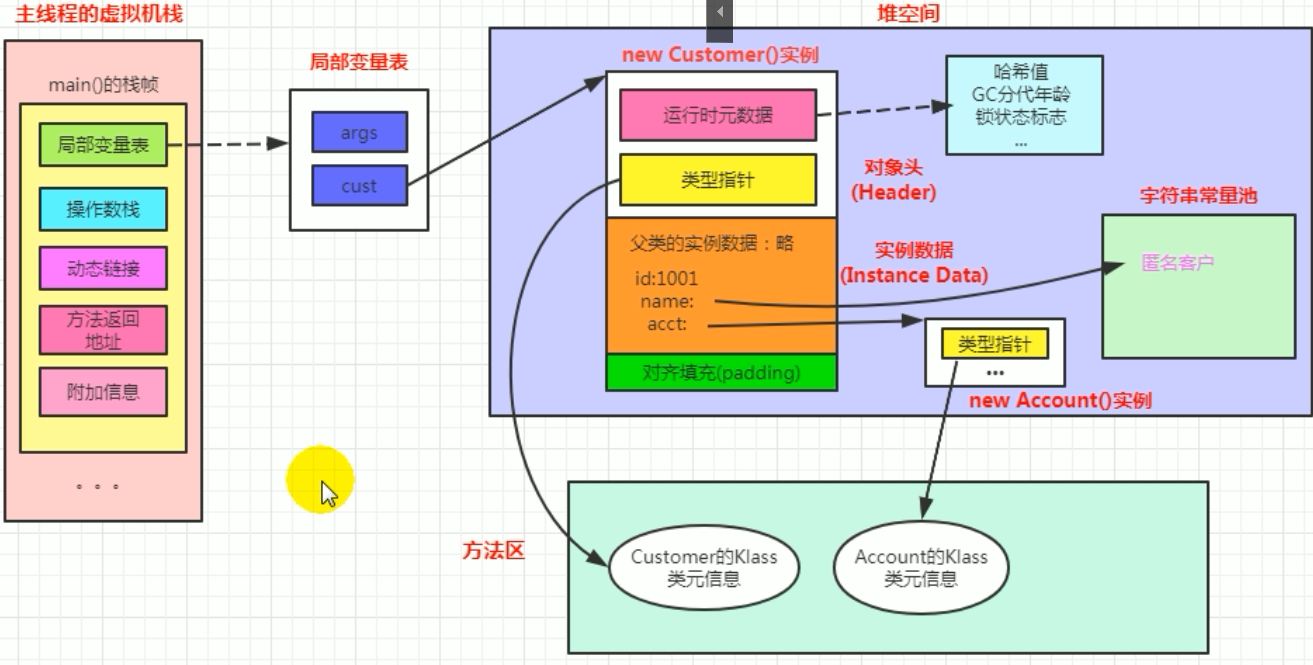 主线程的虚拟机栈
main()的栈帧
局部变量表
操作数栈
动态链接
方法返回
地址
附加信息
。。。
局部变量表
args
cust
堆空间
new Customer()实例
运行时元数据
类型指针
哈希值
GC分代年龄
锁状态标志
...
对象头
(Header)
父类的实例数据：略
id:1001
name:
acct:
对齐填充(padding)
实例数据
(Instance Data)
字符串常量池
匿名客户
类型指针
...
new Account()实例
方法区
Customer的Klass
类元信息
Account的Klass
类元信息